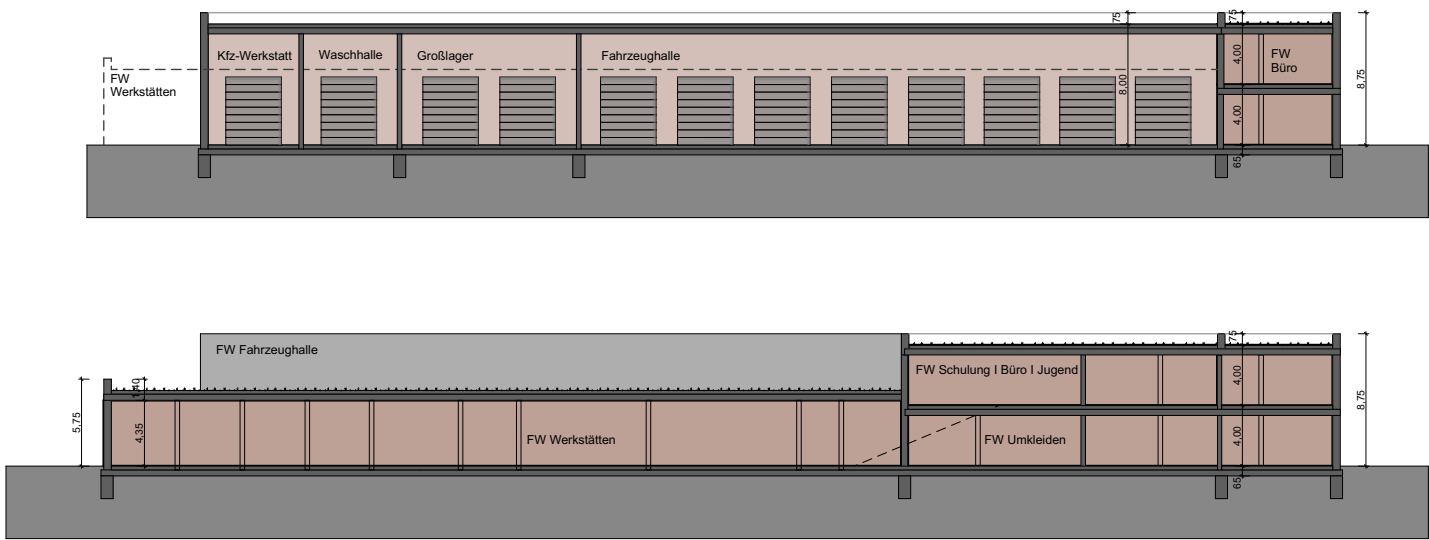 75
75
Kfz-Werkstatt
Waschhalle
Großlager
Fahrzeughalle
4,00
FW
Büro
FW
Werkstätten
8,00
8,75
4,00
65
75
FW Fahrzeughalle
FW Schulung I Büro I Jugend
4,00
1,40
5,75
8,75
4,35
FW Werkstätten
FW Umkleiden
4,00
65